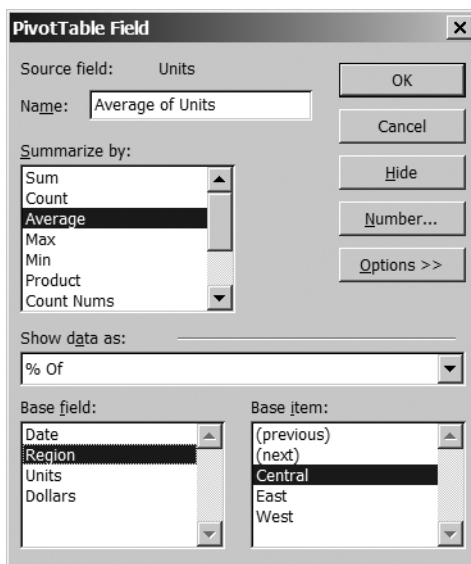 PivotTable Field
Source field: Units
Name: Average of Units
Summarize by:
Sum
Count
Average
Max
Min
Product
Count Nums
OK
Cancel
Hide
Number...
Options >>
Show data as:
% Of
Base field:
Date
Region
Units
Dollars
Base item:
(previous)
(next)
Central
East
West